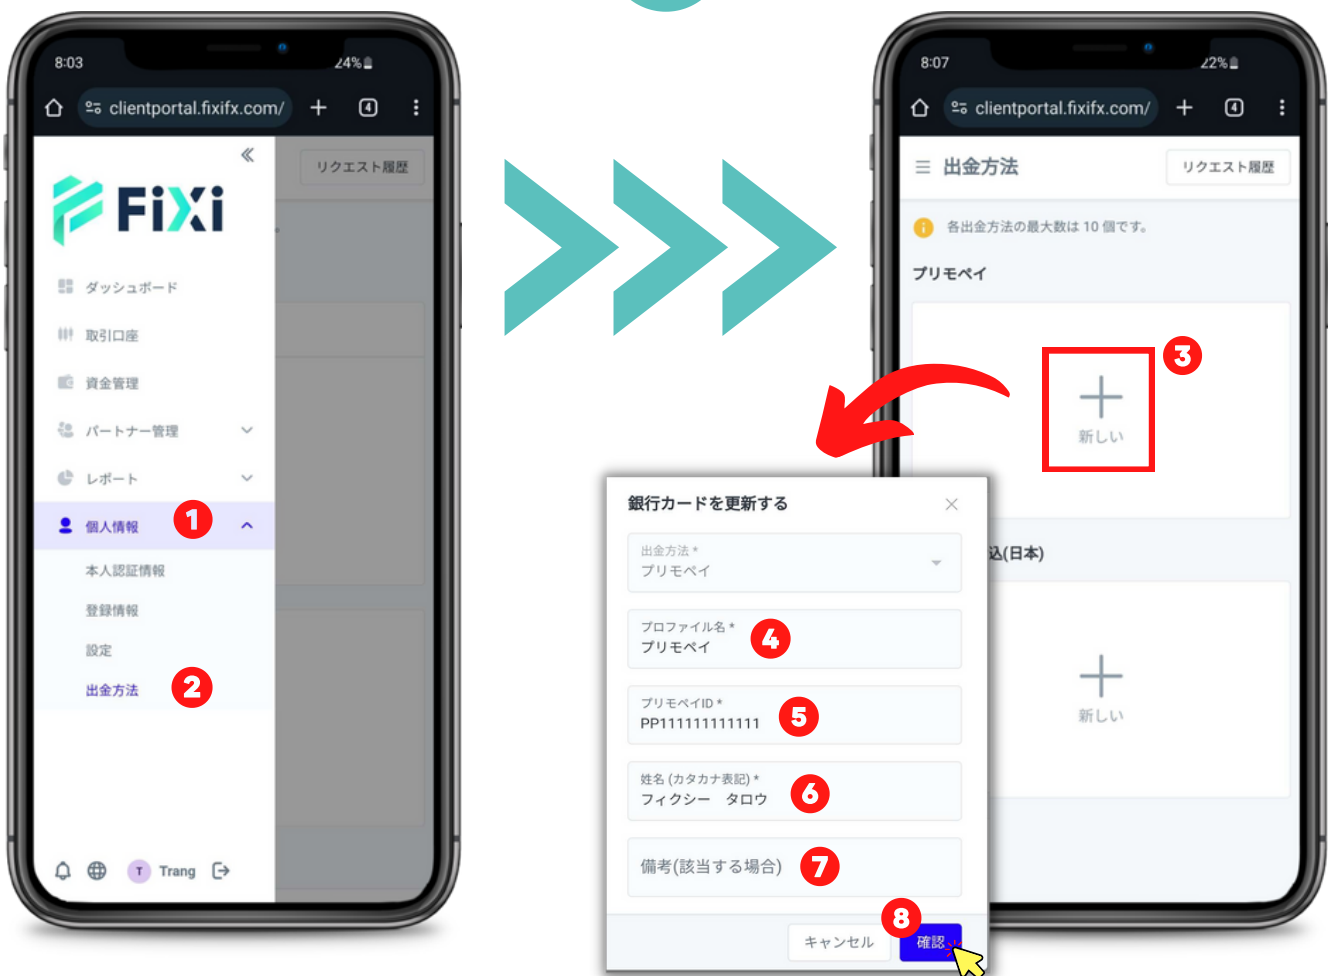 8:03
24%
clientportal.fixifx.com/
4
リクエスト履歴
FiXi
ダッシュボード
取引口座
資金管理
パートナー管理
レポート
個人情報
1
本人認証情報
登録情報
設定
出金方法
2
T
Trang
8:07
22%
clientportal.fixifx.com/
4
出金方法
リクエスト履歴
各出金方法の最大数は 10 個です。
プリモペイ
3
新しい
込(日本)
新しい
銀行カードを更新する
出金方法 *
プリモペイ
プロファイル名 *
プリモペイ
4
プリモペイID *
PP111111111111
5
姓名 (カタカナ表記) *
フィクシー　タロウ
6
備考(該当する場合)
7
8
キャンセル
確認